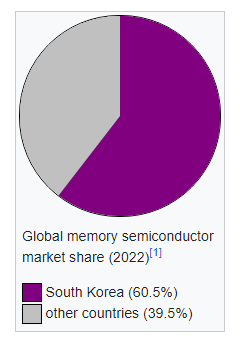 Global memory semiconductor
market share (2022)[1]
South Korea (60.5%)
other countries (39.5%)